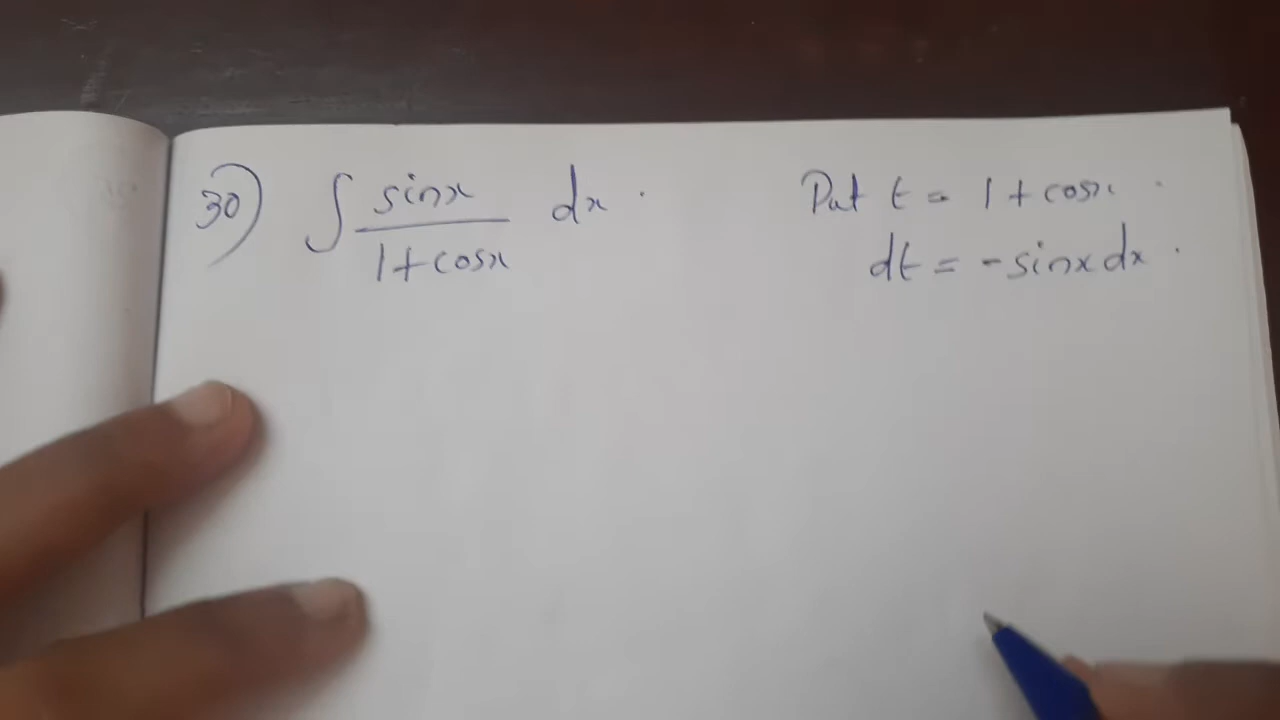 30) ∫ sinx / 1+cosx dx .
Put t = 1 + cosx .
dt = - sinx dx .